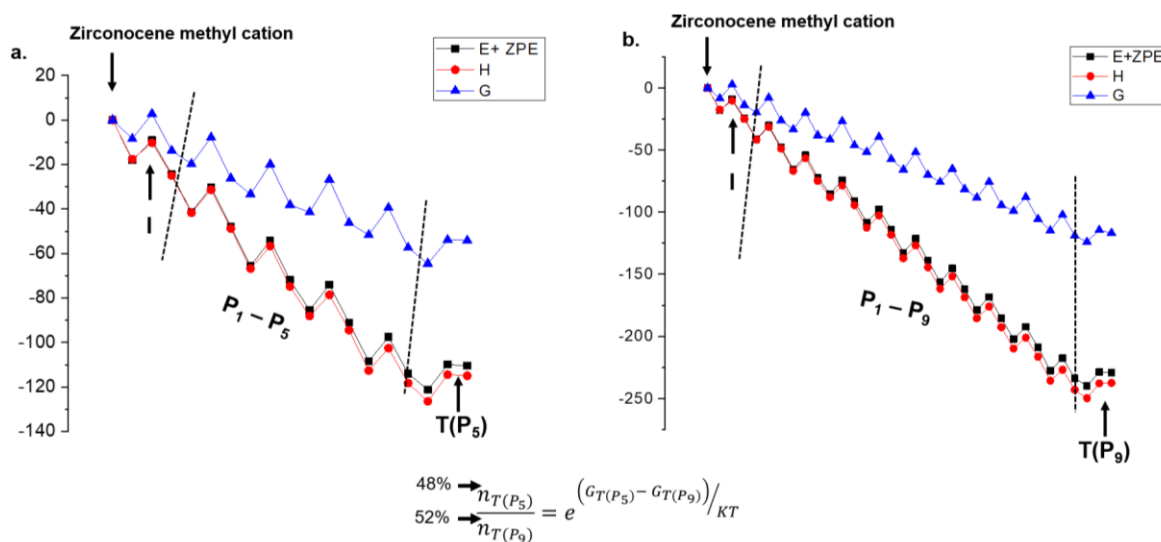 Zirconocene methyl cation
a.
E+ ZPE
H
G
20
0
-20
-40
-60
-80
-100
-120
-140
I
P1 – P5
T(P5)
Zirconocene methyl cation
b.
E+ZPE
H
G
0
-50
-100
-150
-200
-250
I
P1 – P9
T(P9)
48% nT(P5)
52% nT(P9) = e(GT(P5)− GT(P9))/KT